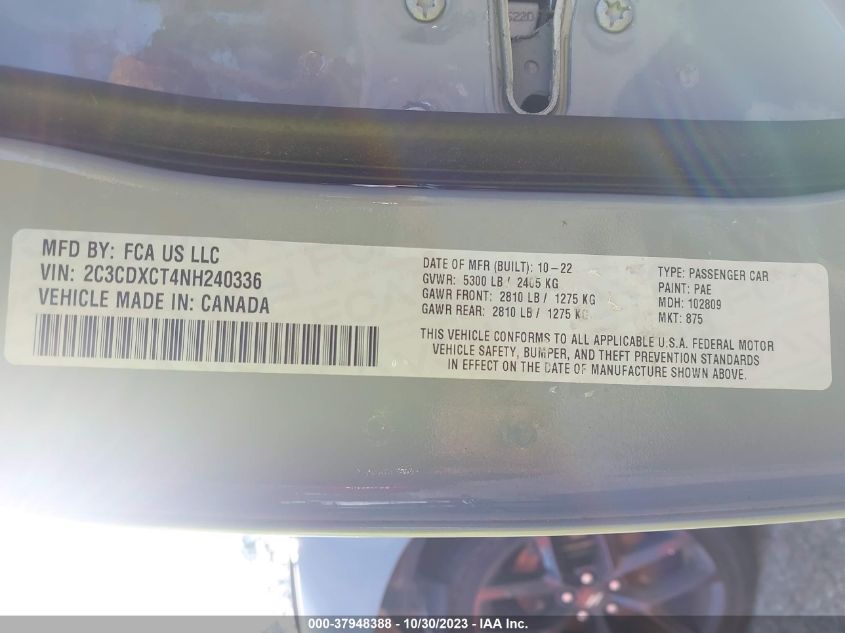 MFD BY: FCA US LLC
VIN: 2C3CDXCT4NH240336
VEHICLE MADE IN: CANADA
DATE OF MFR (BUILT): 10-22
GVWR: 5300 LB / 2405 KG
GAWR FRONT: 2810 LB / 1275 KG
GAWR REAR: 2810 LB / 1275 KG
TYPE: PASSENGER CAR
PAINT: PAE
MDH: 102809
MKT: 875
THIS VEHICLE CONFORMS TO ALL APPLICABLE U.S.A. FEDERAL MOTOR
VEHICLE SAFETY, BUMPER, AND THEFT PREVENTION STANDARDS
IN EFFECT ON THE DATE OF MANUFACTURE SHOWN ABOVE.
000-37948388 - 10/30/2023 - IAA Inc.